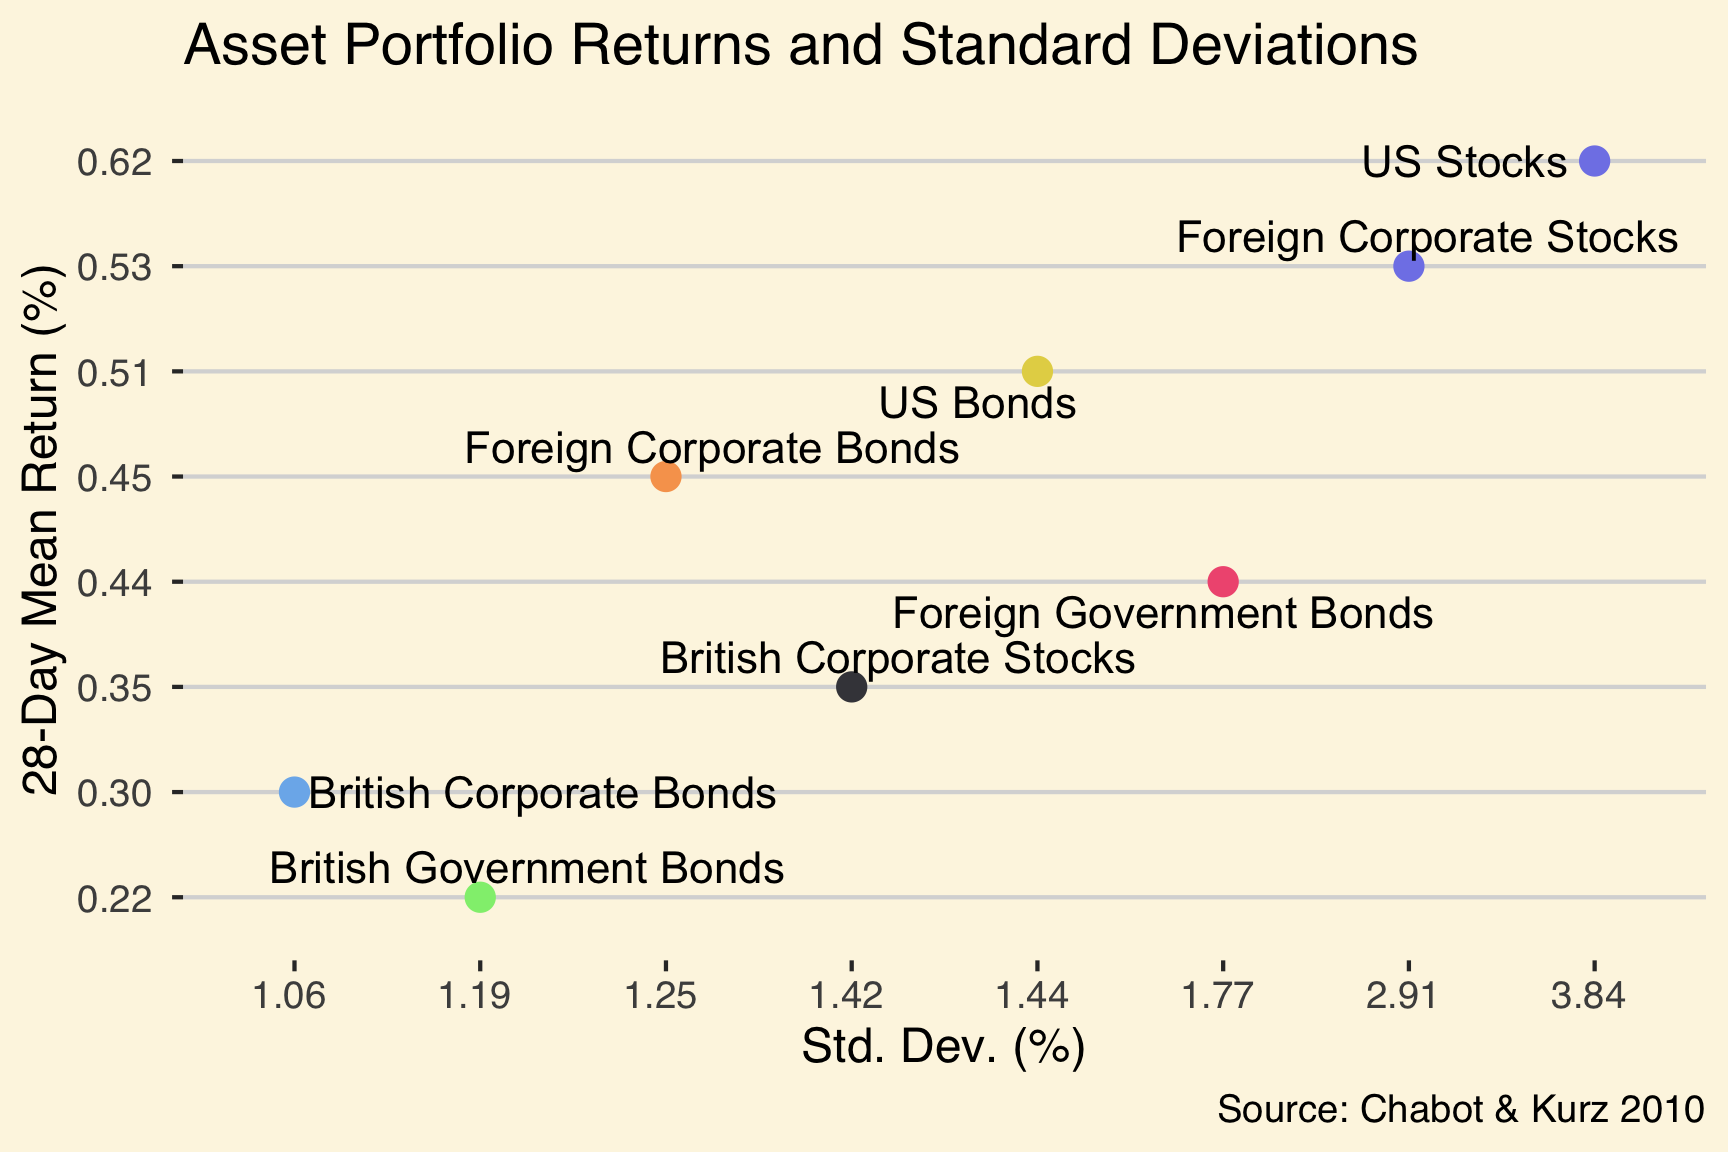 Asset Portfolio Returns and Standard Deviations
28-Day Mean Return (%)
0.62
US Stocks
Foreign Corporate Stocks
0.53
0.51
US Bonds
Foreign Corporate Bonds
0.45
0.44
Foreign Government Bonds
British Corporate Stocks
0.35
0.30
British Corporate Bonds
British Government Bonds
0.22
1.06 1.19 1.25 1.42 1.44 1.77 2.91 3.84
Std. Dev. (%)
Source: Chabot & Kurz 2010